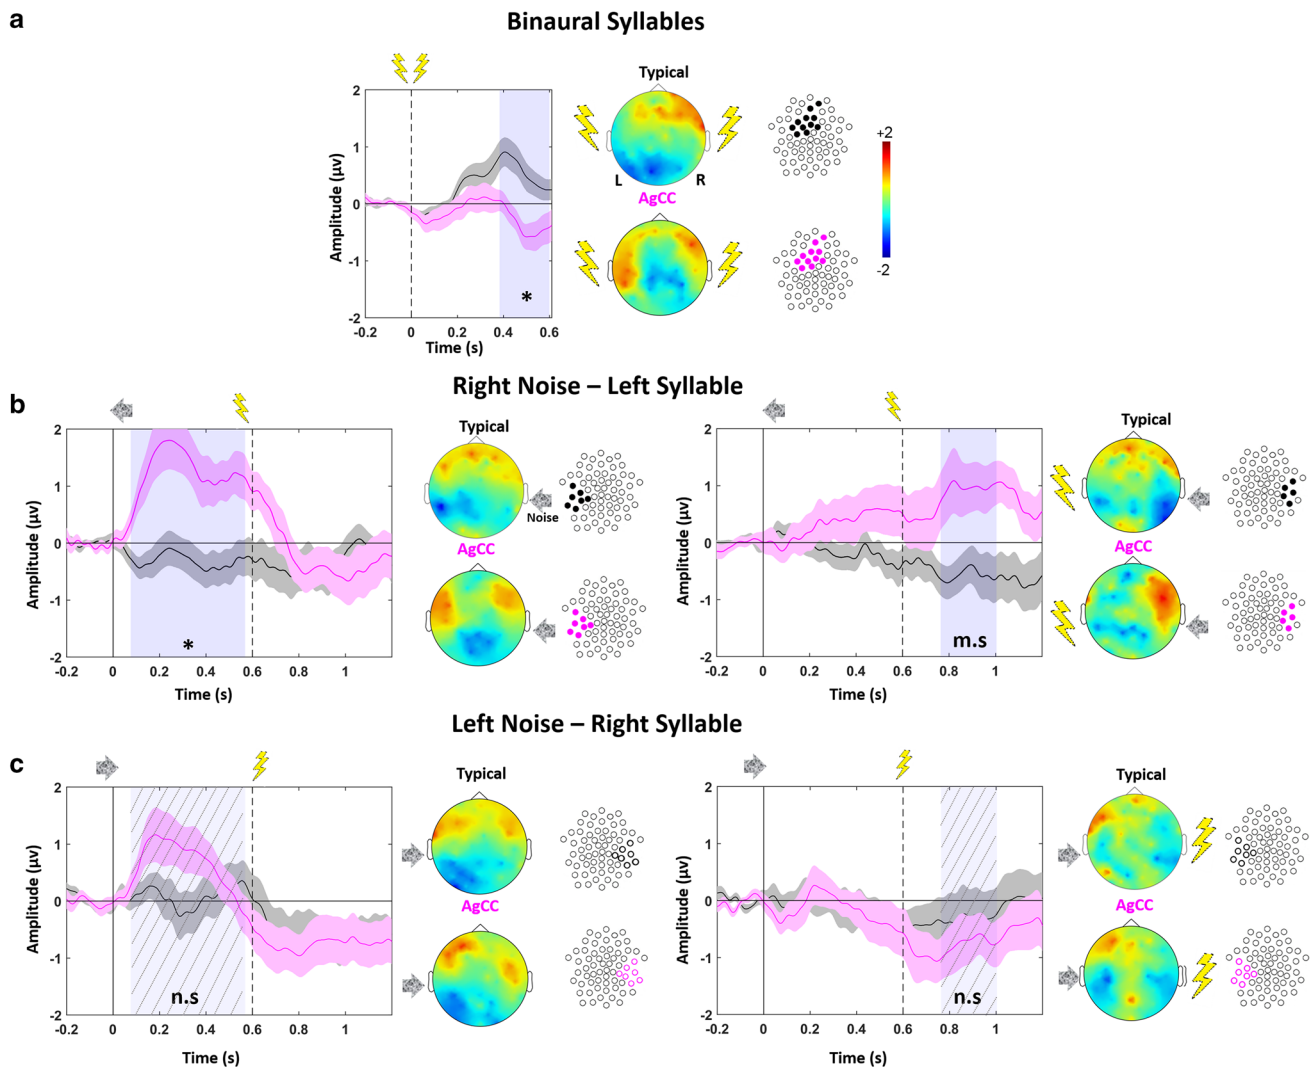 a
Binaural Syllables
Typical
L R
AgCC
+2
-2
Amplitude (μv)
2
1
0
-1
-2
*
-0.2 0 0.2 0.4 0.6
Time (s)
b
Right Noise – Left Syllable
Amplitude (μv)
2
1
0
-1
-2
*
-0.2 0 0.2 0.4 0.6 0.8 1
Time (s)
Typical
Noise
AgCC
Amplitude (μv)
2
1
0
-1
-2
m.s
-0.2 0 0.2 0.4 0.6 0.8 1
Time (s)
Typical
AgCC
c
Left Noise – Right Syllable
Amplitude (μv)
2
1
0
-1
-2
n.s
-0.2 0 0.2 0.4 0.6 0.8 1
Time (s)
Typical
AgCC
Amplitude (μv)
2
1
0
-1
-2
n.s
-0.2 0 0.2 0.4 0.6 0.8 1
Time (s)
Typical
AgCC